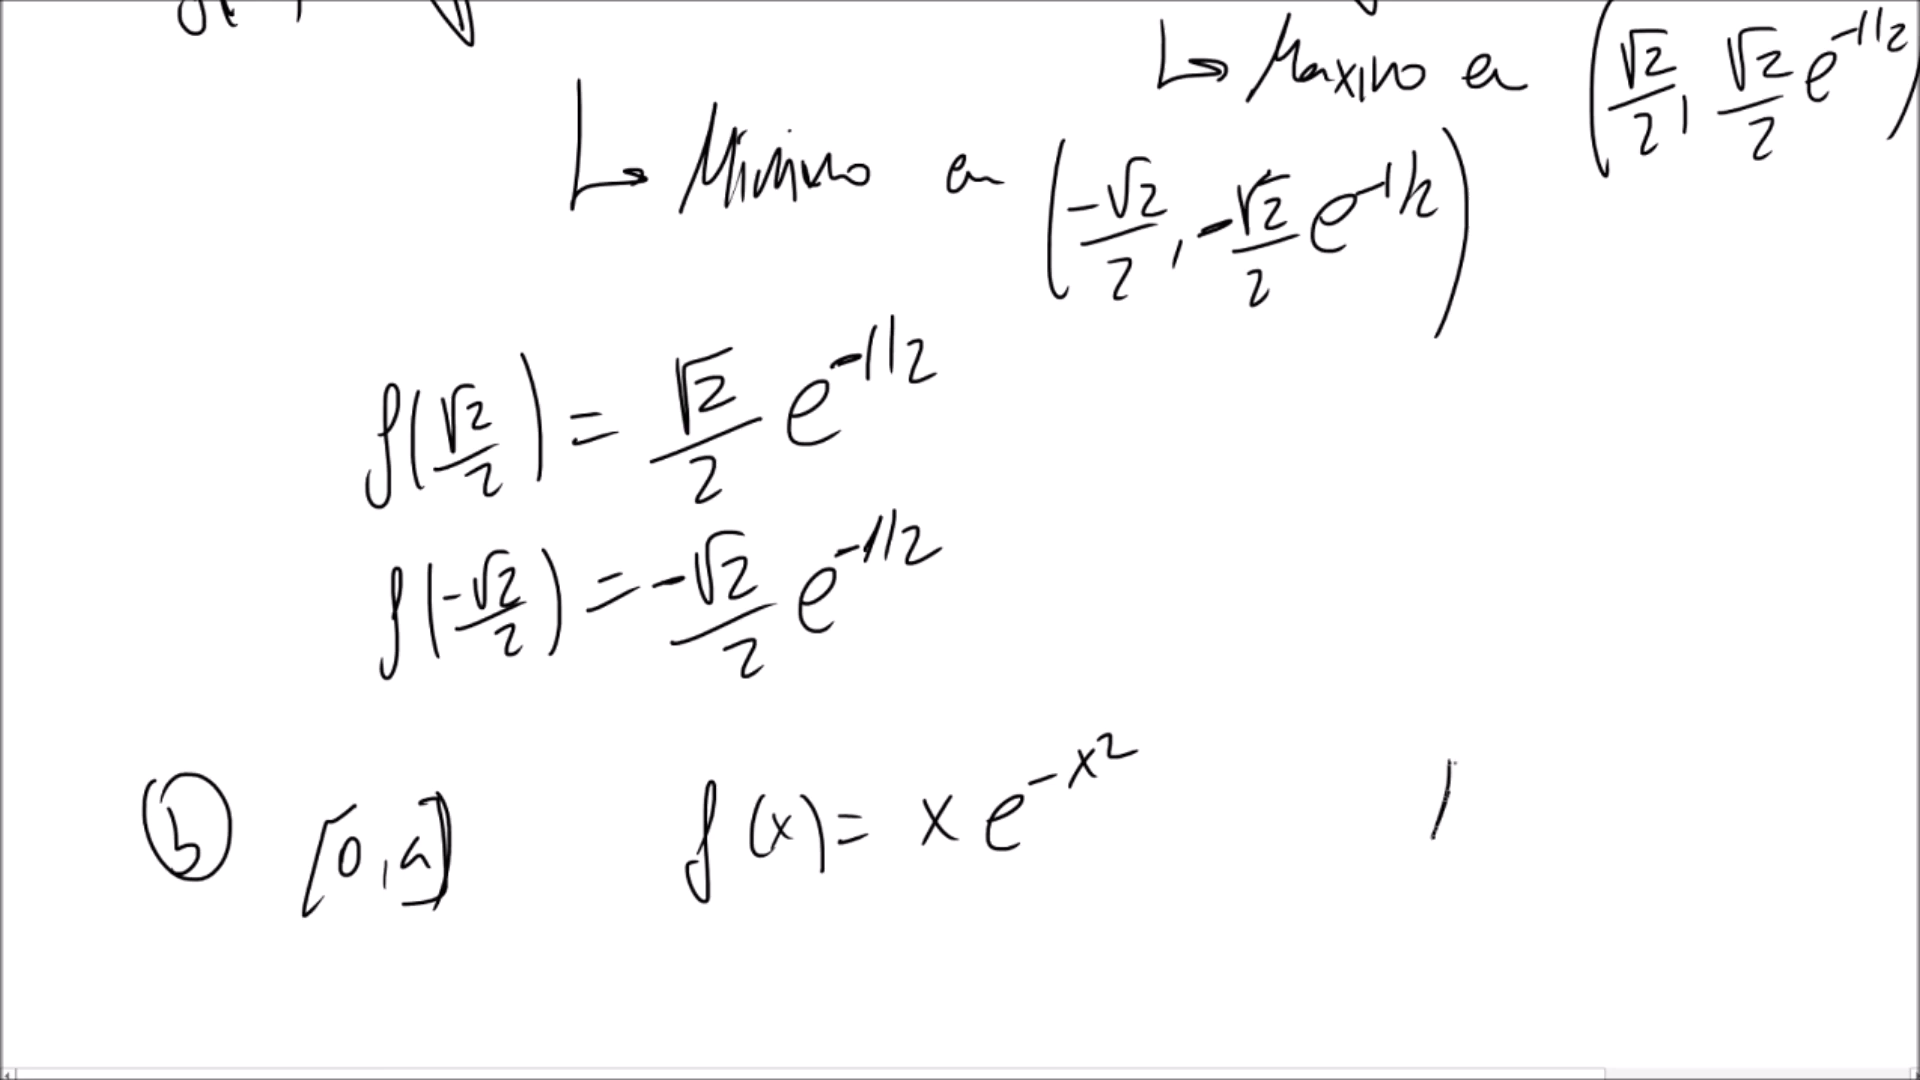 ↳ Maximo en (√2/2, √2/2 e^-1/2)
↳ Minimo en (-√2/2, -√2/2 e^-1/2)
f(√2/2) = √2/2 e^-1/2
f(-√2/2) = -√2/2 e^-1/2
b [0,a] f(x) = x e^-x²